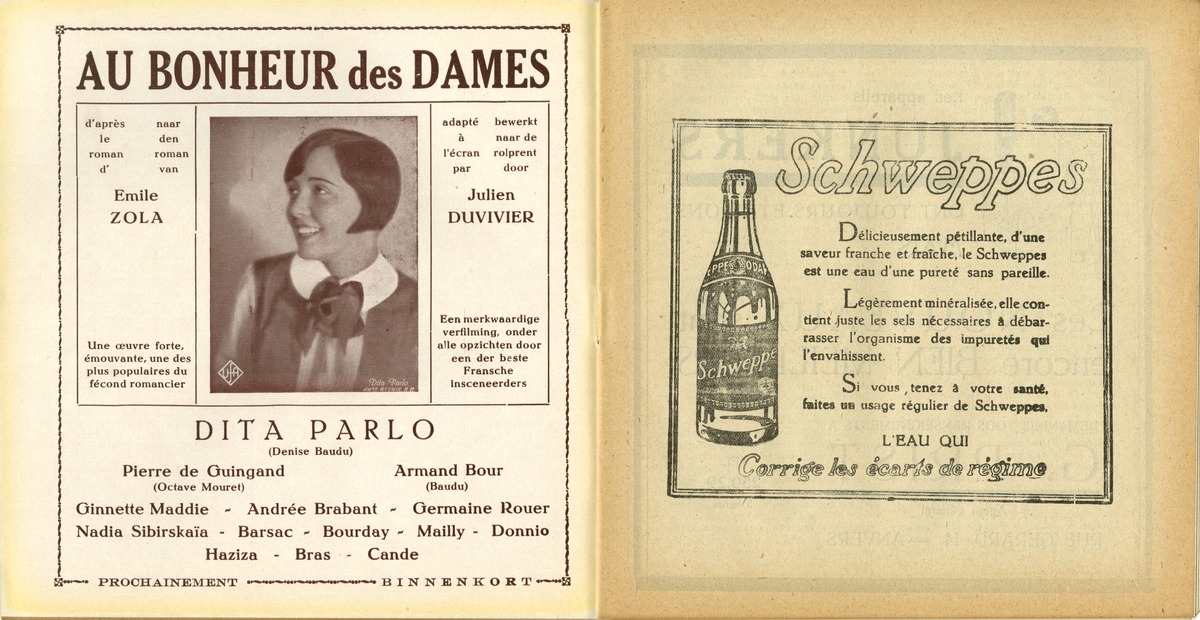 AU BONHEUR des DAMES
d'après naar
le den
roman roman
d' van
Emile
ZOLA
Une œuvre forte,
émouvante, une des
plus populaires du
fécond romancier
UFA
Dita Parlo
adapté bewerkt
à naar de
l'écran rolprent
par door
Julien
DUVIVIER
Een merkwaardige
verfilming, onder
alle opzichten door
een der beste
Fransche
insceneerders
DITA PARLO
(Denise Baudu)
Pierre de Guingand Armand Bour
(Octave Mouret) (Baudu)
Ginnette Maddie - Andrée Brabant - Germaine Rouer
Nadia Sibirskaïa - Barsac - Bourday - Mailly - Donnio
Haziza - Bras - Cande
PROCHAINEMENT BINNENKORT
Schweppes
Délicieusement pétillante, d'une
saveur franche et fraîche, le Schweppes
est une eau d'une pureté sans pareille.
Légèrement minéralisée, elle con-
tient juste les sels nécessaires à débar-
rasser l'organisme des impuretés qui
l'envahissent.
Si vous tenez à votre santé,
faites un usage régulier de Schweppes,
L'EAU QUI
Corrige les écarts de régime
EPPES SODA
Schweppe